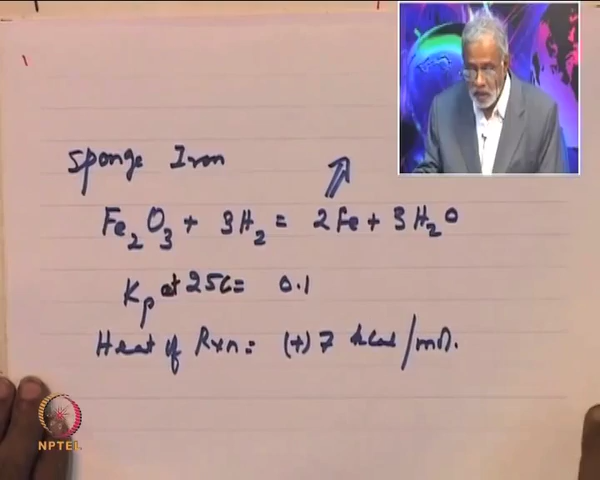 Sponge Iron
Fe2O3 + 3H2 = 2Fe + 3H2O
Kp at 25C = 0.1
Heat of Rxn = (+) 7 kcal/mol.
NPTEL